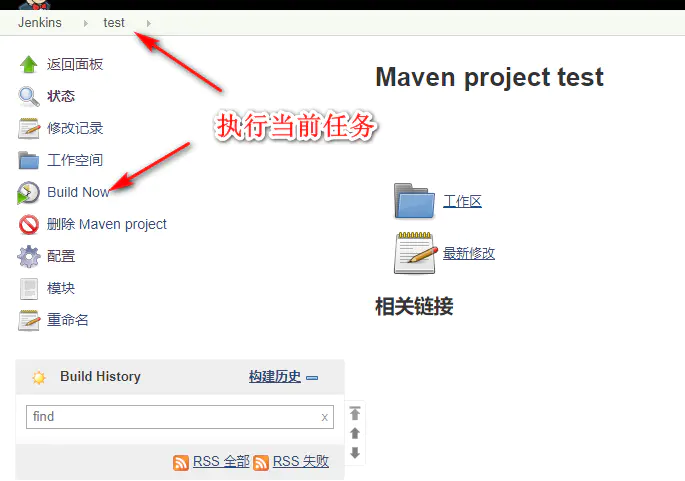 Jenkins
test
返回面板
状态
修改记录
工作空间
Build Now
删除 Maven project
配置
模块
重命名
执行当前任务
Maven project test
工作区
最新修改
相关链接
Build History 构建历史
find x
RSS 全部 RSS 失败